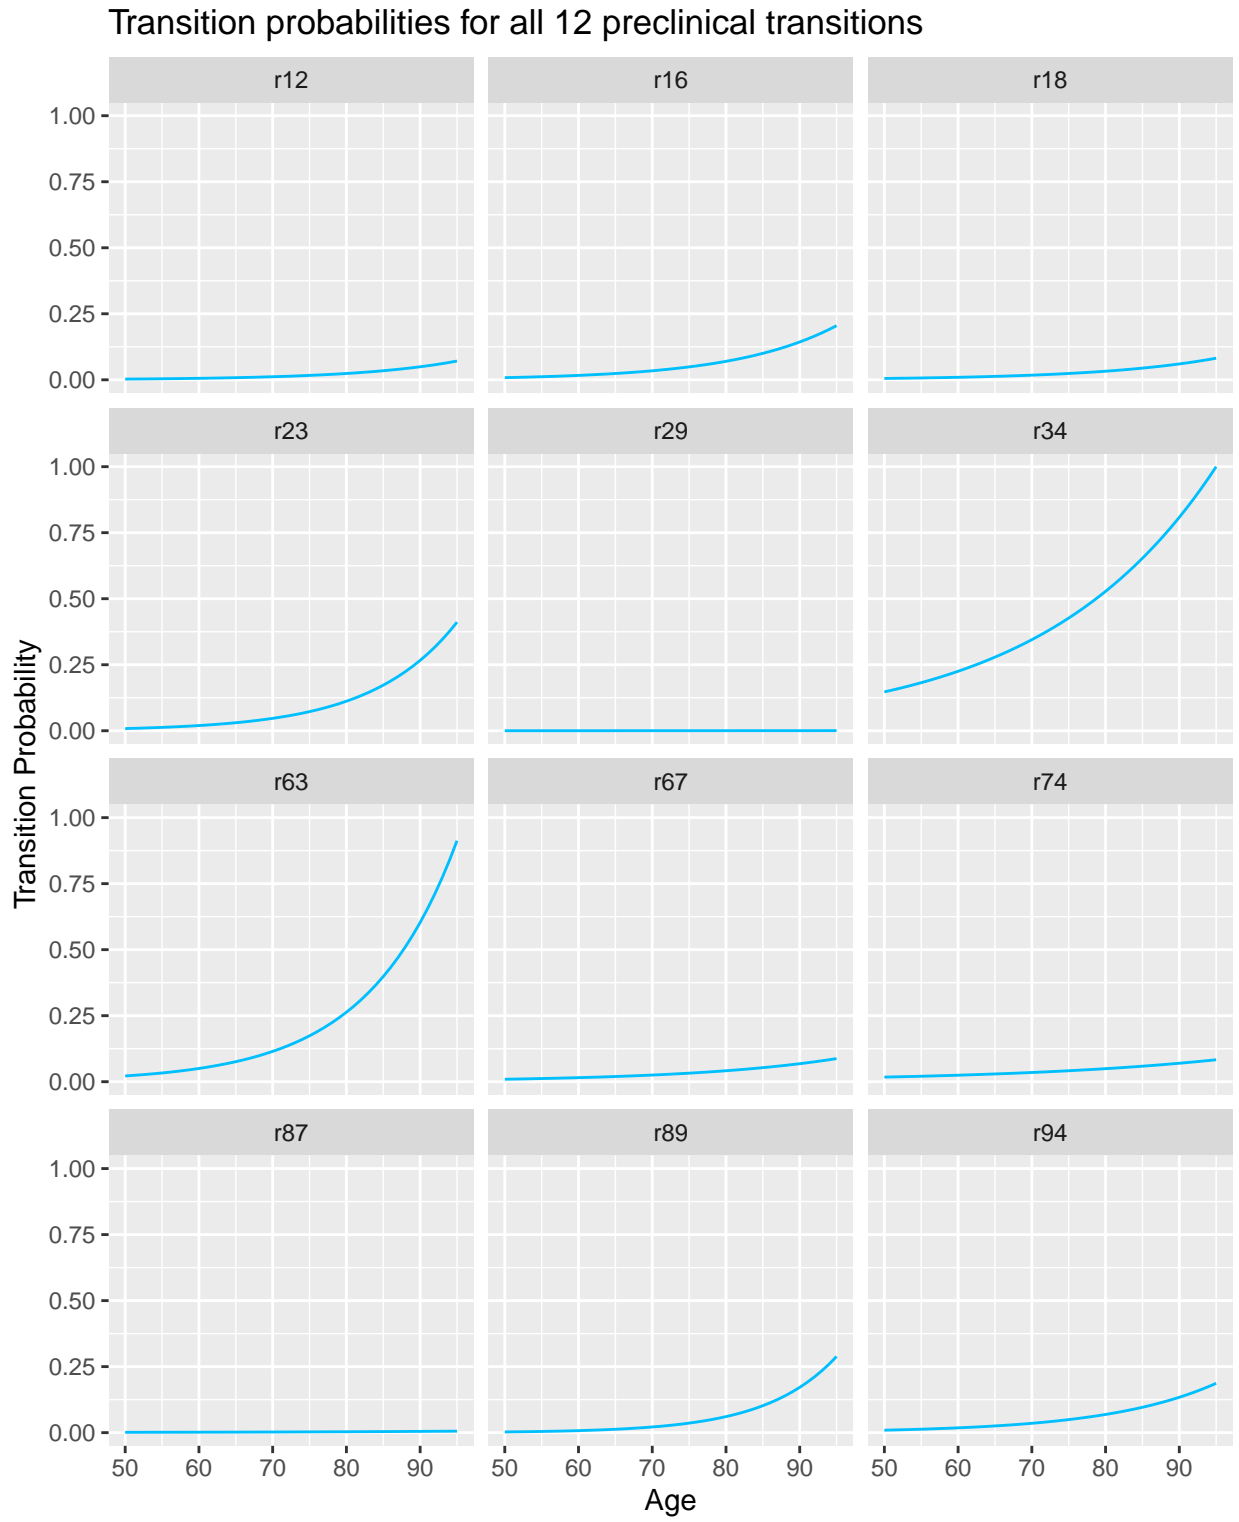 Transition probabilities for all 12 preclinical transitions
r12 r16 r18
1.00
0.75
0.50
0.25
0.00
r23 r29 r34
1.00
0.75
0.50
0.25
0.00
Transition Probability
r63 r67 r74
1.00
0.75
0.50
0.25
0.00
r87 r89 r94
1.00
0.75
0.50
0.25
0.00
50 60 70 80 90 50 60 70 80 90 50 60 70 80 90
Age